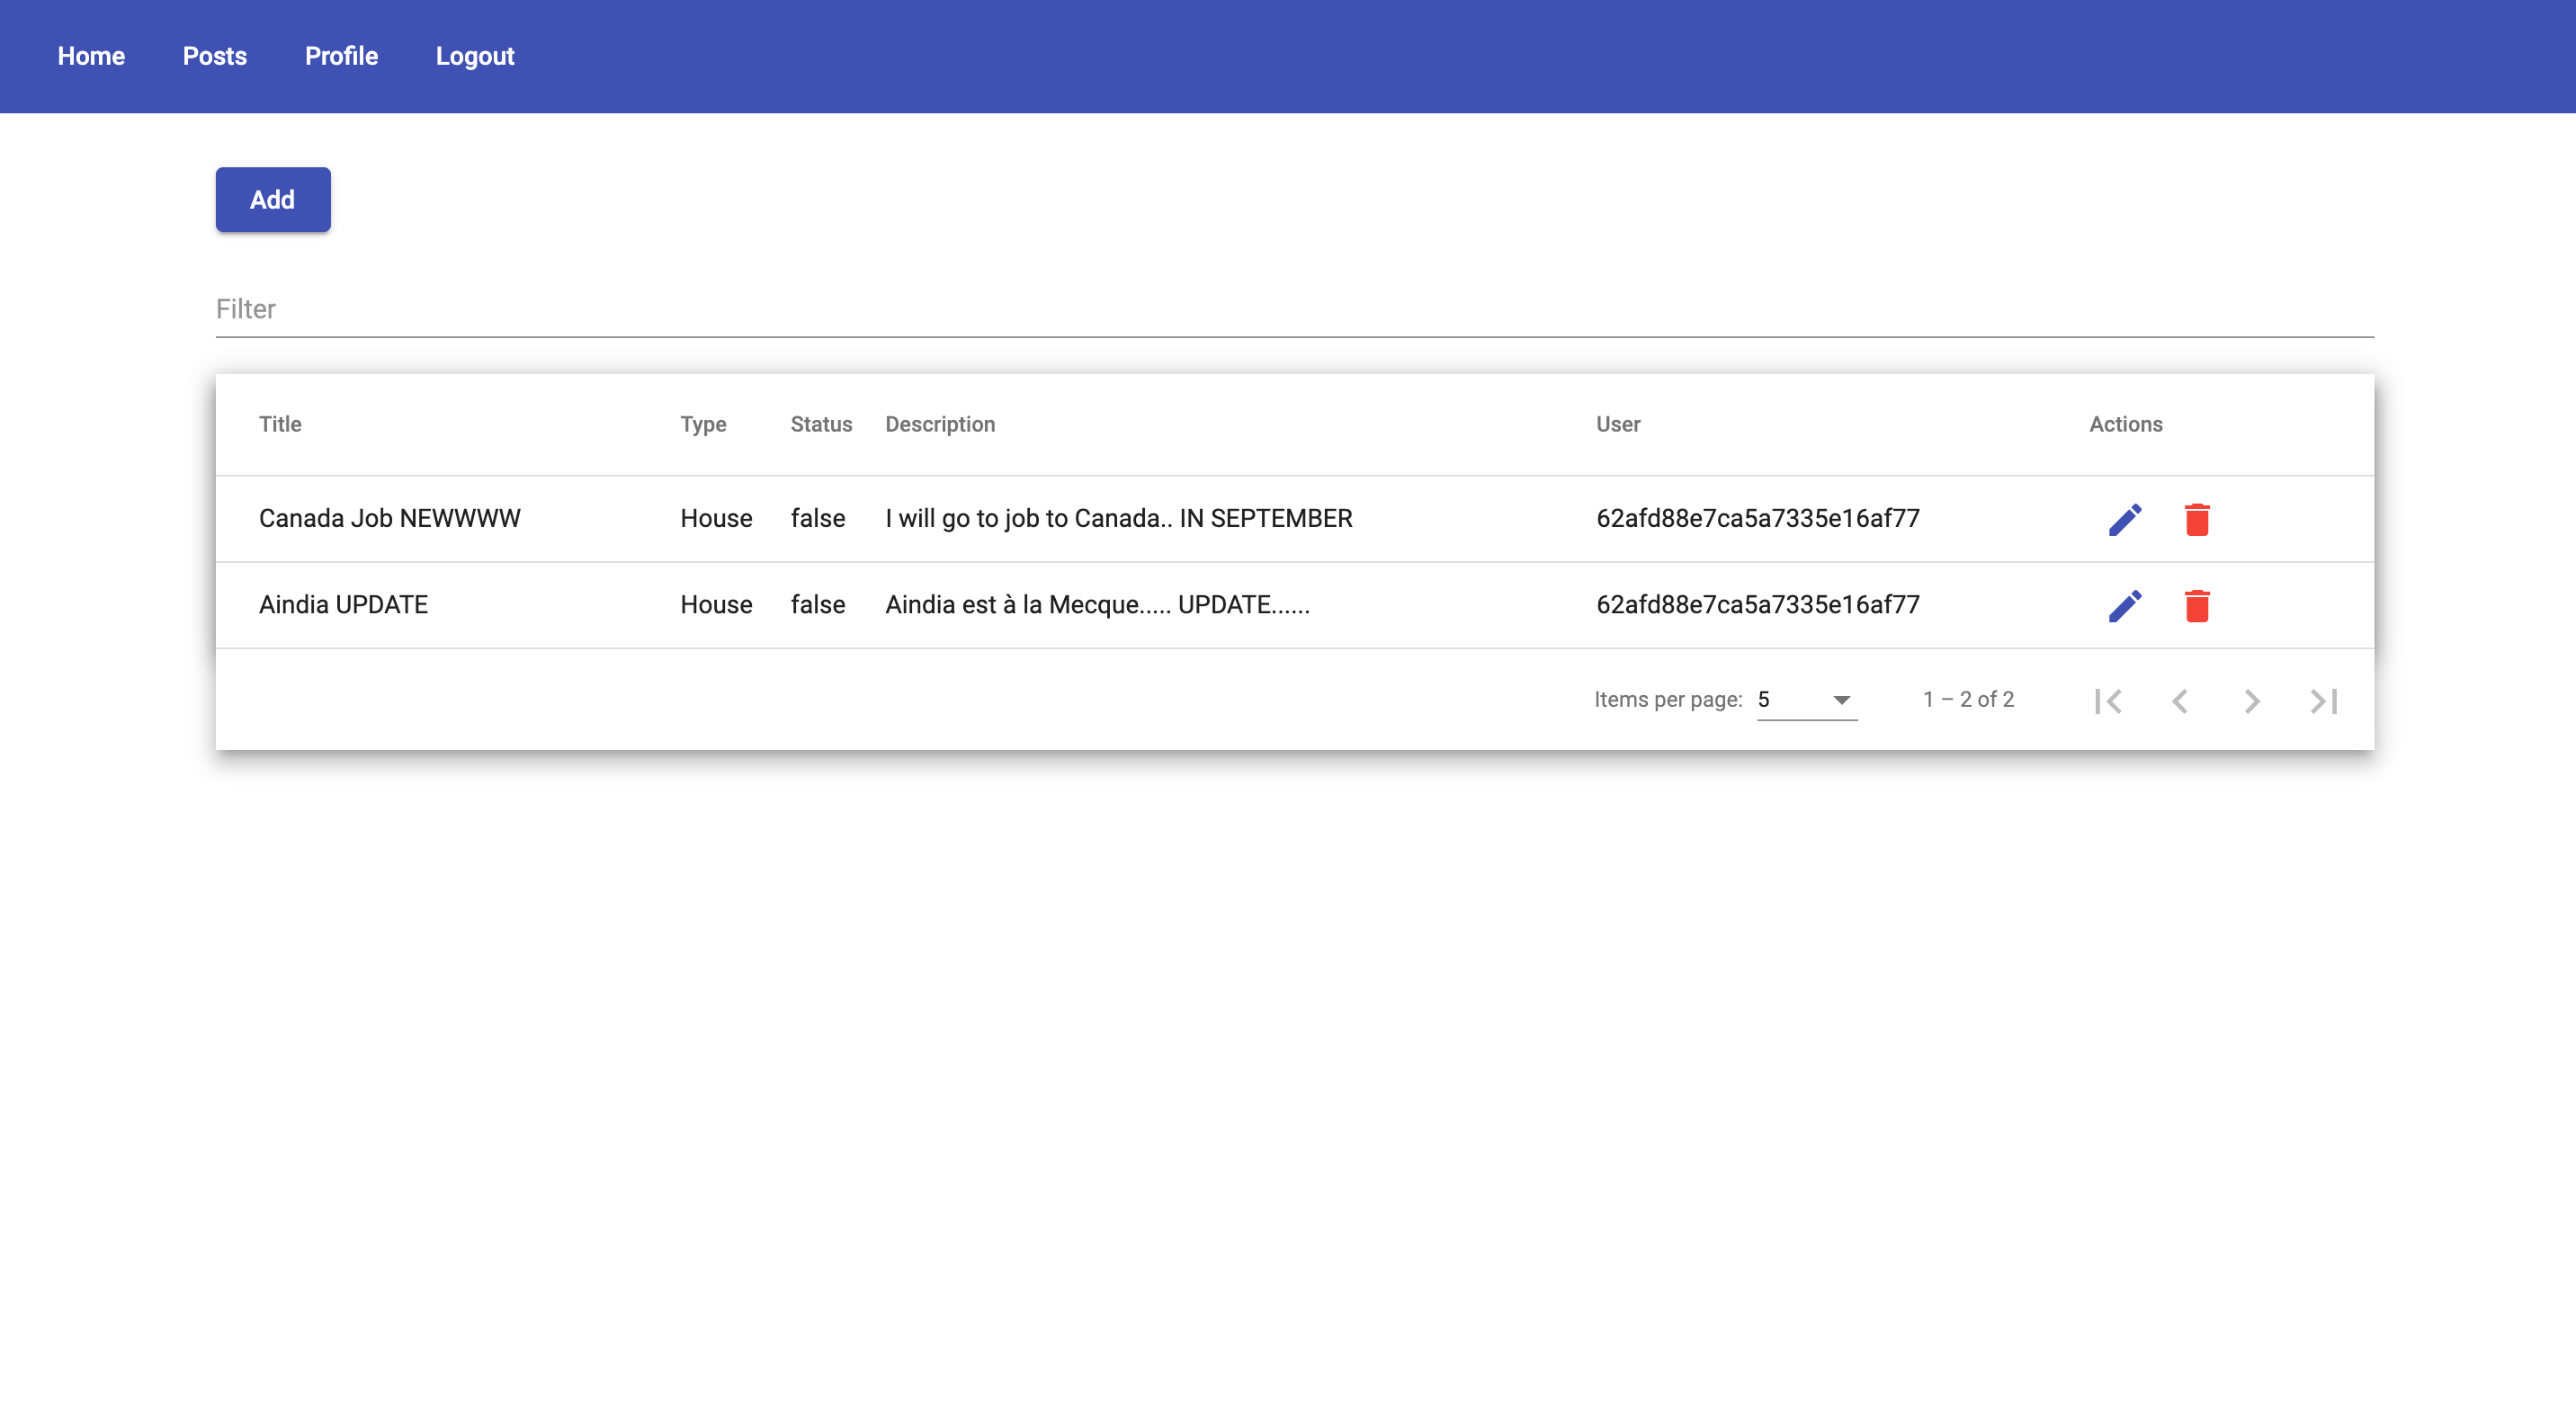 Home Posts Profile Logout
Add
Filter
Title Type Status Description User Actions
Canada Job NEWWWW House false I will go to job to Canada.. IN SEPTEMBER 62afd88e7ca5a7335e16af77
Aindia UPDATE House false Aindia est à la Mecque..... UPDATE...... 62afd88e7ca5a7335e16af77
Items per page: 5 1 – 2 of 2